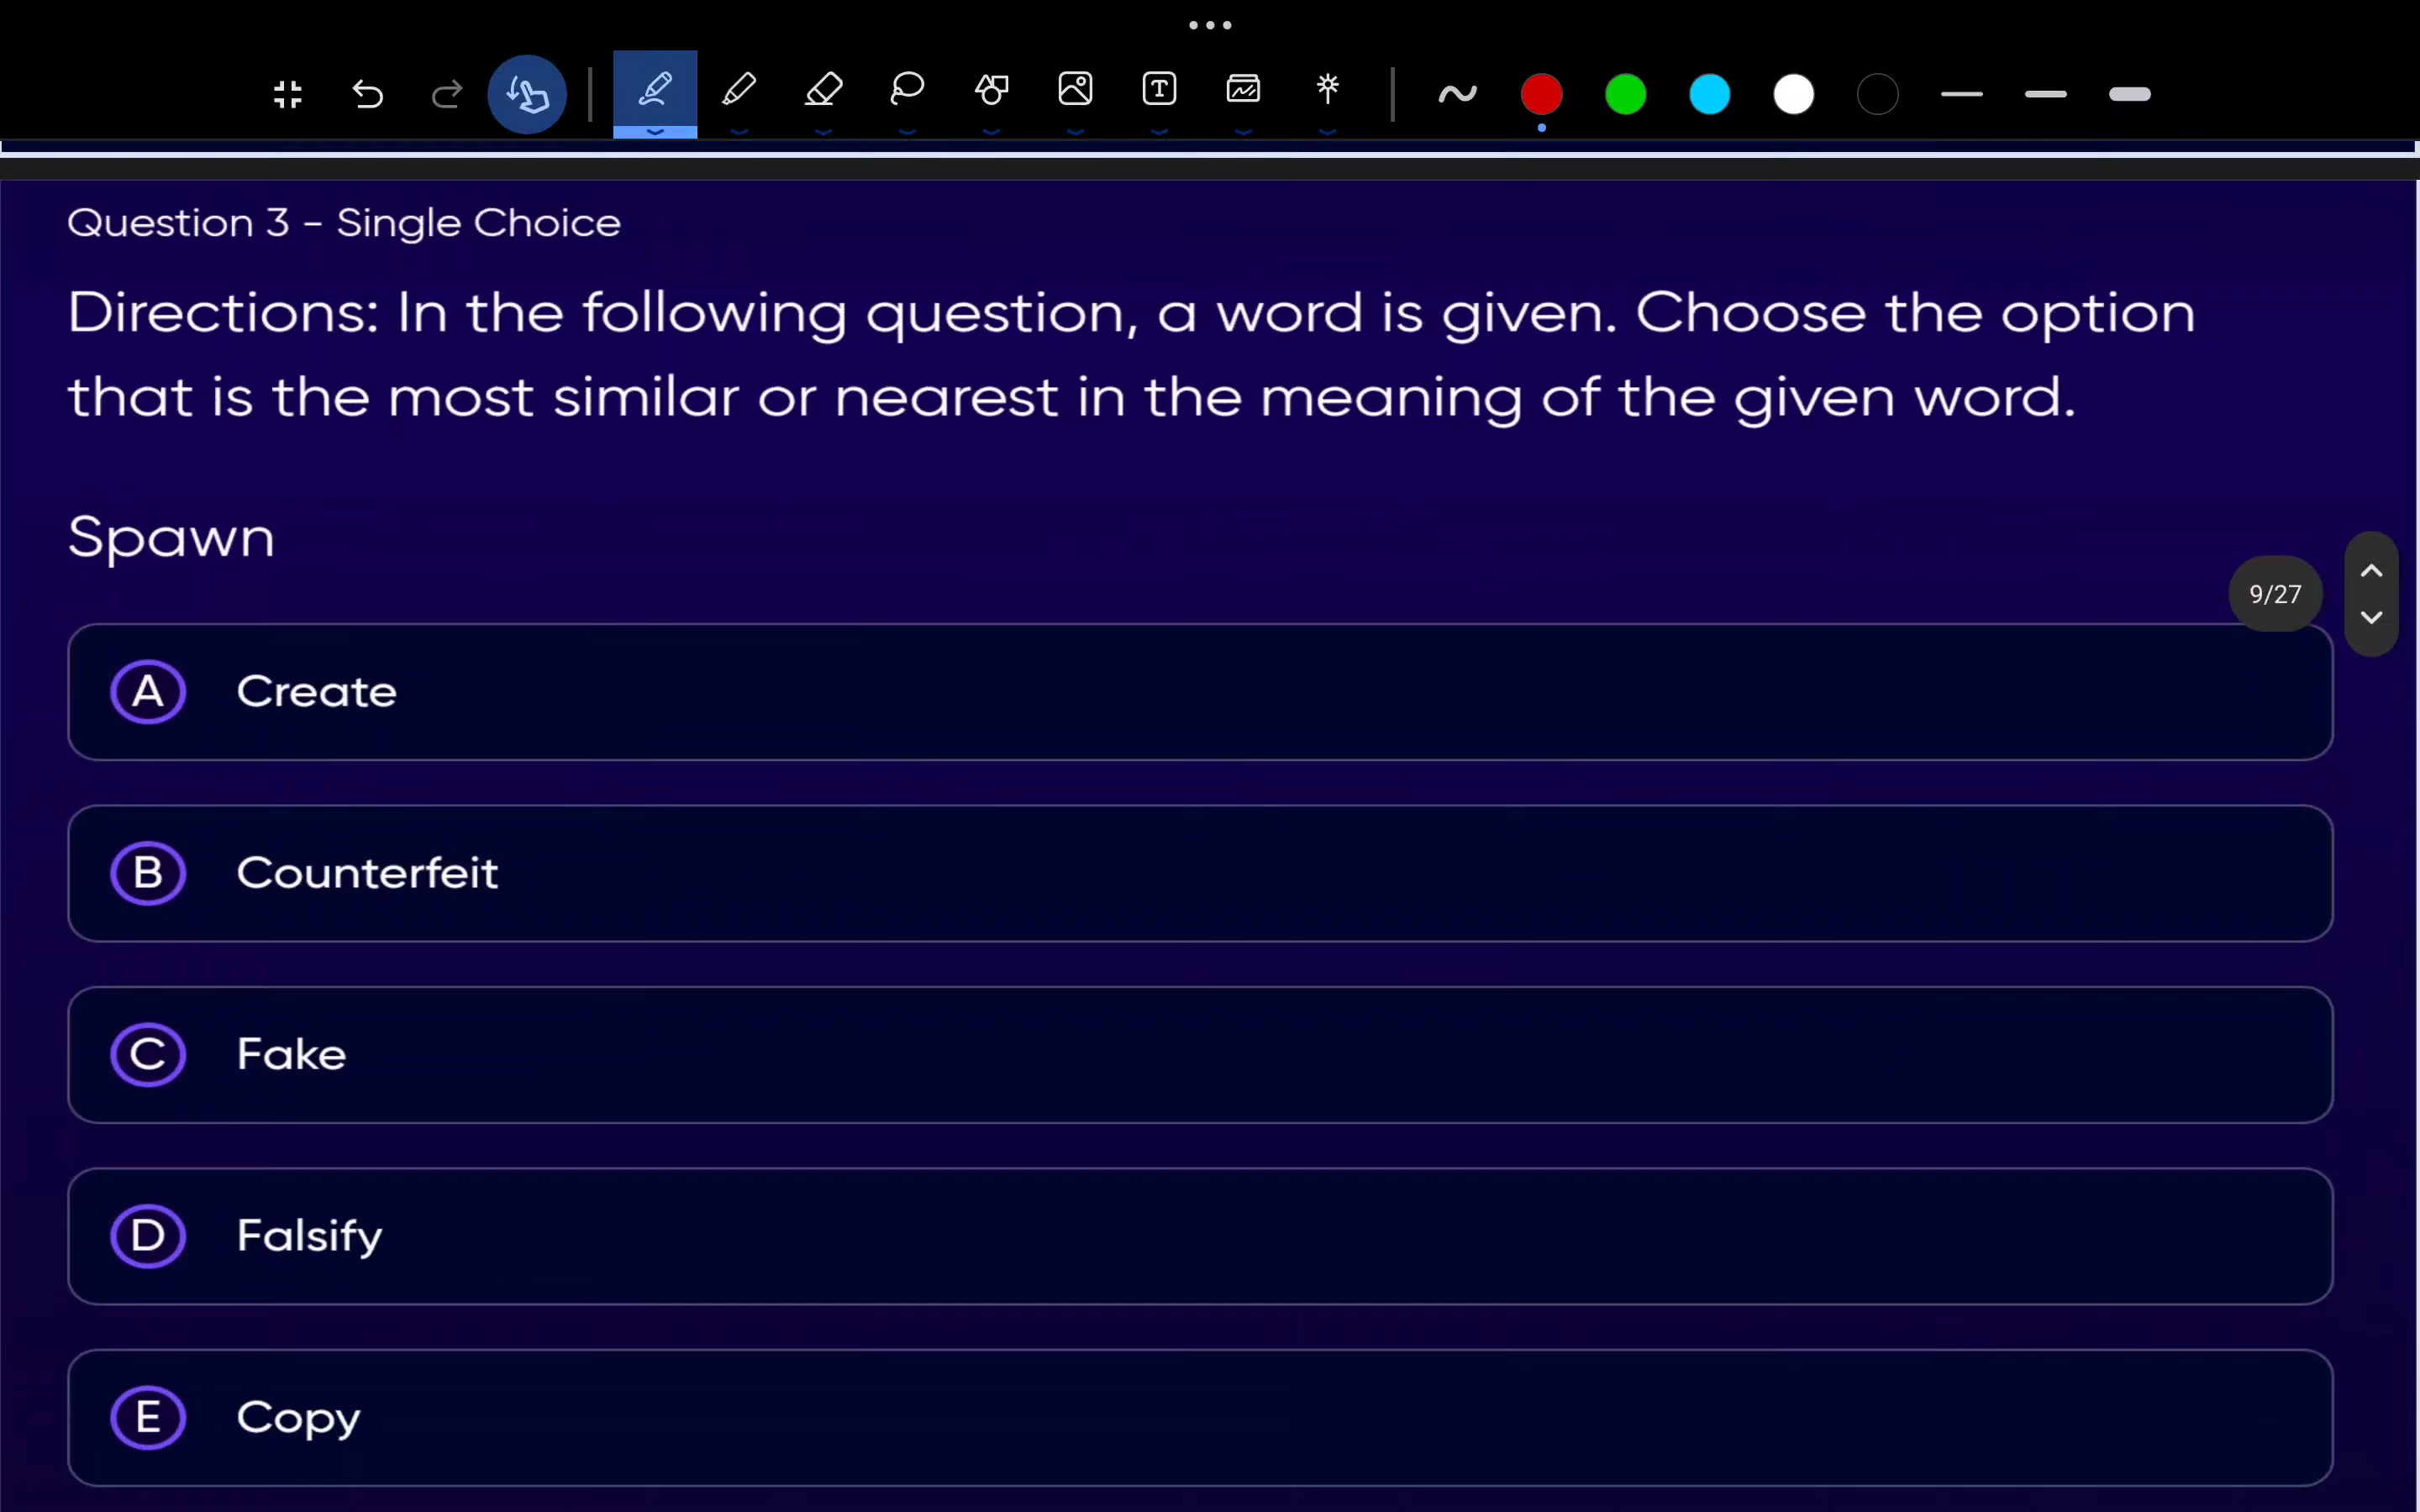 Question 3 - Single Choice
Directions: In the following question, a word is given. Choose the option
that is the most similar or nearest in the meaning of the given word.
Spawn
9/27
A Create
B Counterfeit
C Fake
D Falsify
E Copy